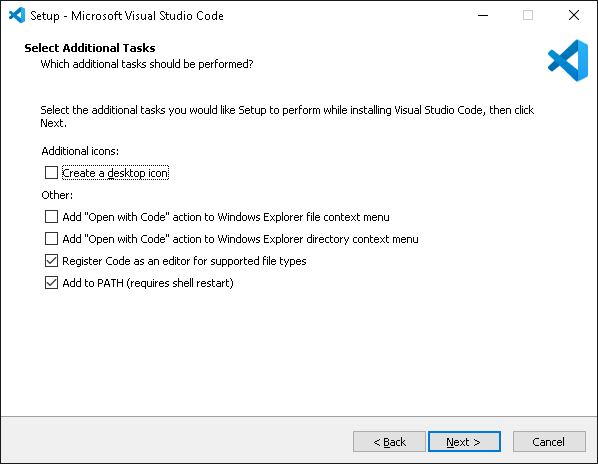 Setup - Microsoft Visual Studio Code
Select Additional Tasks
Which additional tasks should be performed?
Select the additional tasks you would like Setup to perform while installing Visual Studio Code, then click
Next.
Additional icons:
Create a desktop icon
Other:
Add "Open with Code" action to Windows Explorer file context menu
Add "Open with Code" action to Windows Explorer directory context menu
Register Code as an editor for supported file types
Add to PATH (requires shell restart)
< Back Next > Cancel